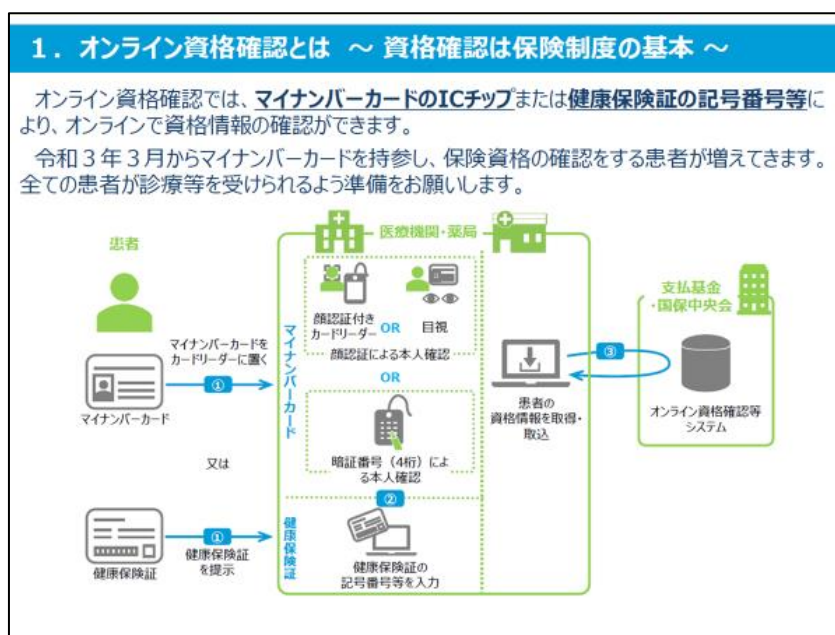 1．オンライン資格確認とは ～ 資格確認は保険制度の基本 ～
オンライン資格確認では、マイナンバーカードのICチップまたは健康保険証の記号番号等に
より、オンラインで資格情報の確認ができます。
令和３年３月からマイナンバーカードを持参し、保険資格の確認をする患者が増えてきます。
全ての患者が診療等を受けられるよう準備をお願いします。
患者
マイナンバーカードを
カードリーダーに置く
①
マイナンバーカード
又は
①
健康保険証
を提示
健康保険証
医療機関・薬局
マイナンバーカード
顔認証付き
カードリーダー
OR
目視
顔認証による本人確認
OR
暗証番号（4桁）によ
る本人確認
②
健康保険証
健康保険証の
記号番号等を入力
患者の
資格情報を取得・
取込
③
支払基金
・国保中央会
オンライン資格確認等
システム